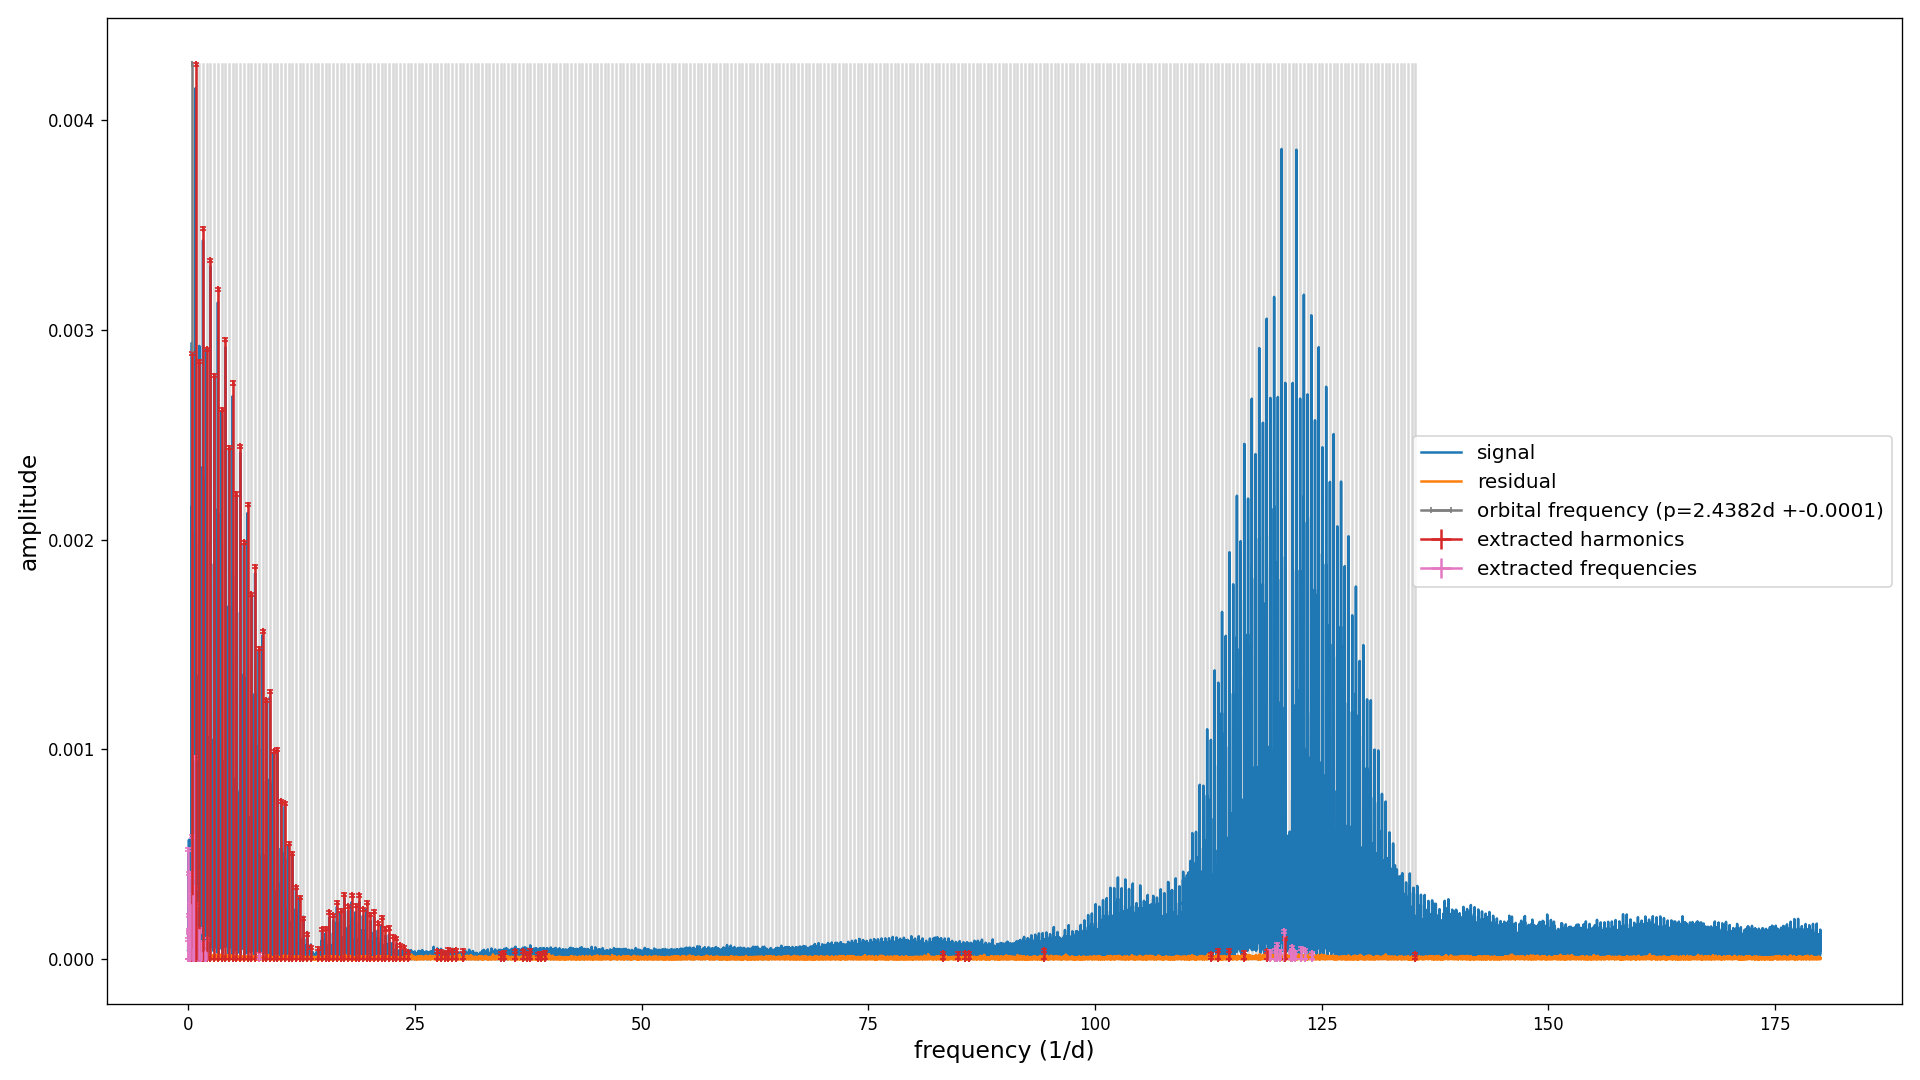 0.004
0.003
0.002
0.001
0.000
amplitude
0
25
50
75
100
125
150
175
frequency (1/d)
signal
residual
orbital frequency (p=2.4382d +-0.0001)
extracted harmonics
extracted frequencies